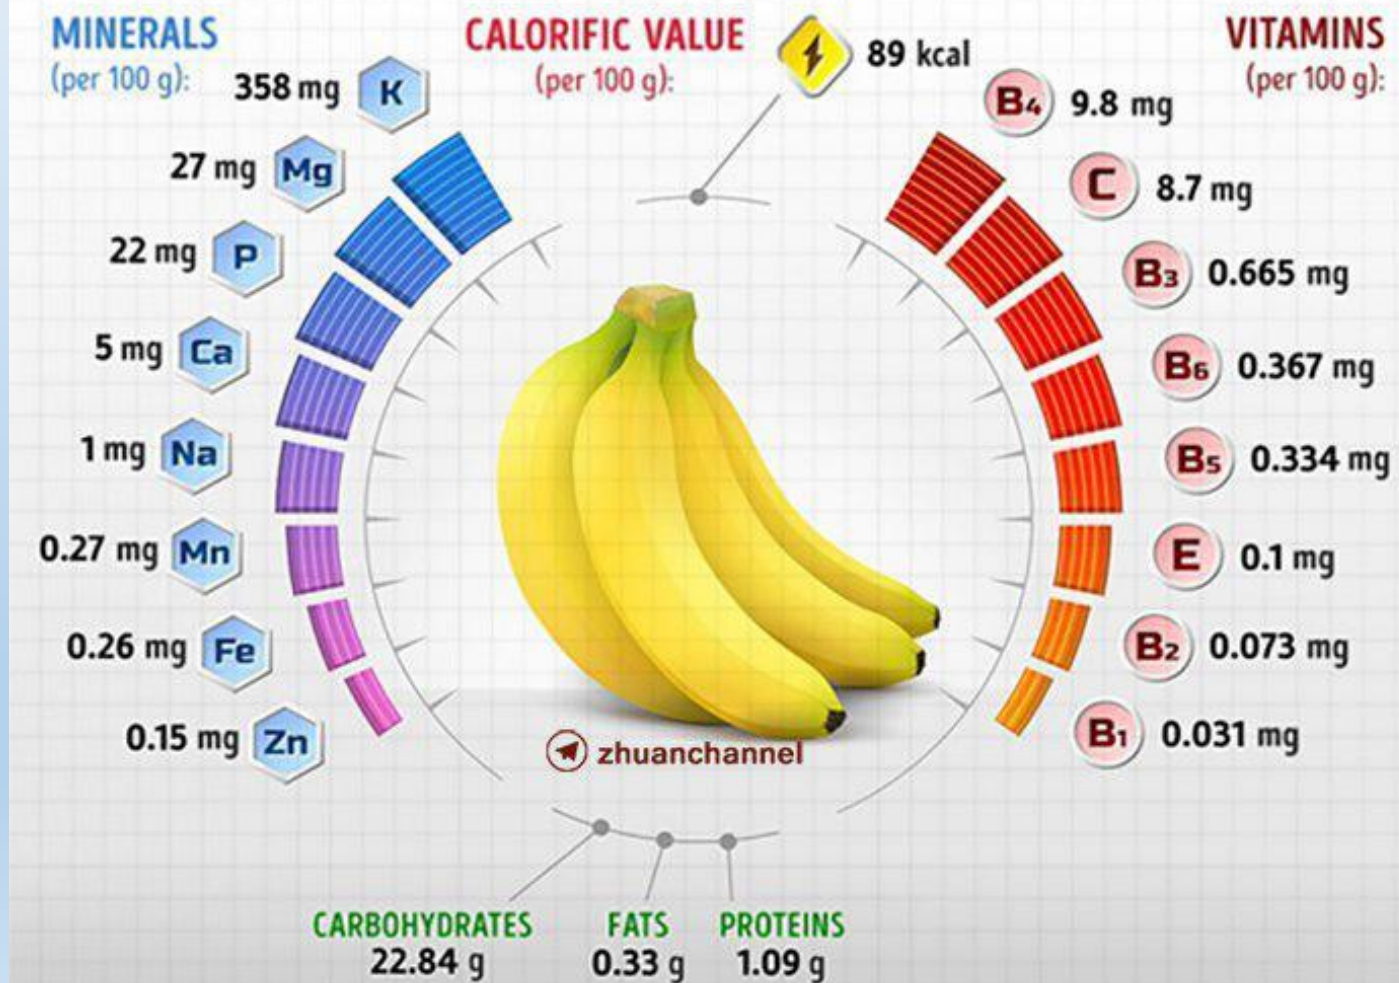 MINERALS
(per 100 g):
358 mg K
27 mg Mg
22 mg P
5 mg Ca
1 mg Na
0.27 mg Mn
0.26 mg Fe
0.15 mg Zn
CALORIFIC VALUE
(per 100 g):
89 kcal
VITAMINS
(per 100 g):
B4 9.8 mg
C 8.7 mg
B3 0.665 mg
B6 0.367 mg
B5 0.334 mg
E 0.1 mg
B2 0.073 mg
B1 0.031 mg
zhuanchannel
CARBOHYDRATES
22.84 g
FATS
0.33 g
PROTEINS
1.09 g